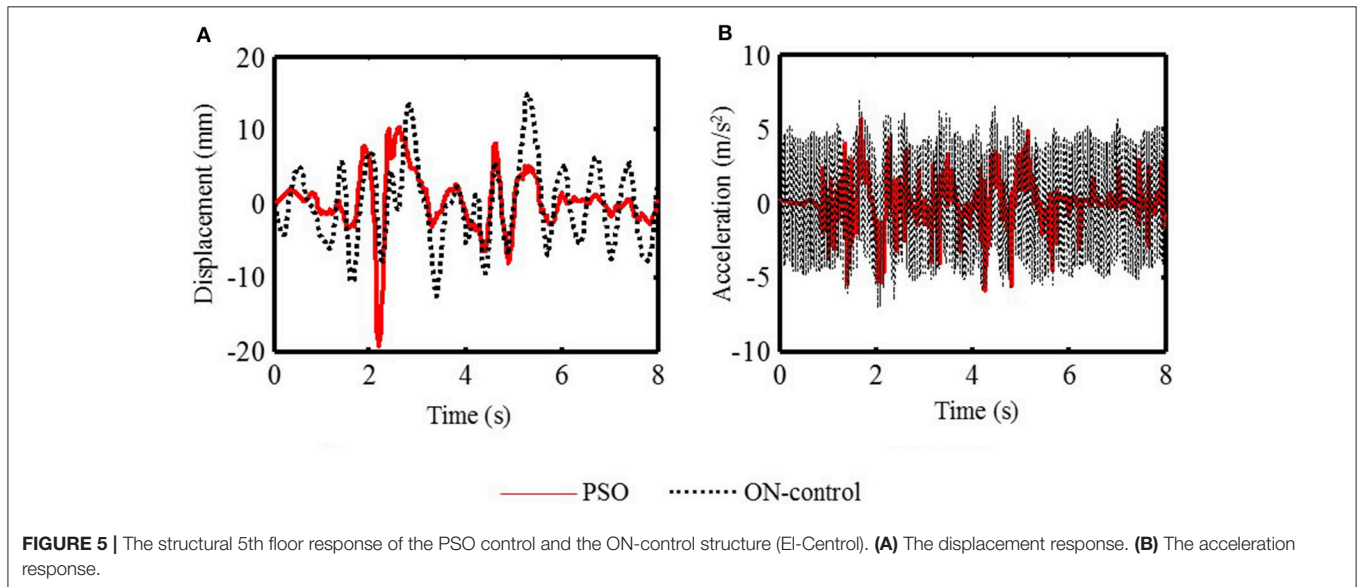 A
20
10
0
-10
-20
Displacement (mm)
0 2 4 6 8
Time (s)
B
10
5
0
-5
-10
Acceleration (m/s²)
0 2 4 6 8
Time (s)
PSO ON-control
FIGURE 5 | The structural 5th floor response of the PSO control and the ON-control structure (El-Centrol). (A) The displacement response. (B) The acceleration
response.